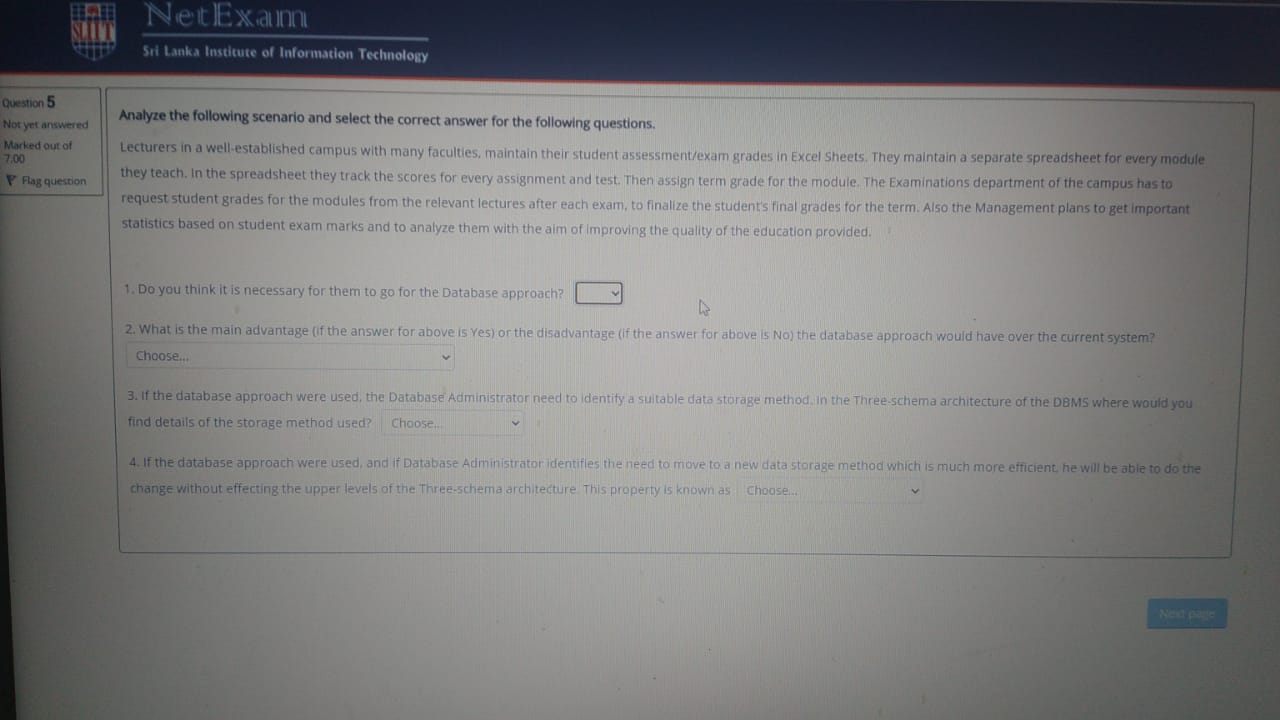 SLIIT
NetExam
Sri Lanka Institute of Information Technology
Question 5
Not yet answered
Marked out of
7.00
Flag question
Analyze the following scenario and select the correct answer for the following questions.
Lecturers in a well-established campus with many faculties, maintain their student assessment/exam grades in Excel Sheets. They maintain a separate spreadsheet for every module
they teach. In the spreadsheet they track the scores for every assignment and test. Then assign term grade for the module. The Examinations department of the campus has to
request student grades for the modules from the relevant lectures after each exam, to finalize the student's final grades for the term. Also the Management plans to get important
statistics based on student exam marks and to analyze them with the aim of improving the quality of the education provided.
1. Do you think it is necessary for them to go for the Database approach?
2. What is the main advantage (if the answer for above is Yes) or the disadvantage (if the answer for above is No) the database approach would have over the current system?
Choose...
3. If the database approach were used, the Database Administrator need to identify a suitable data storage method. In the Three-schema architecture of the DBMS where would you
find details of the storage method used? Choose...
4. If the database approach were used, and if Database Administrator identifies the need to move to a new data storage method which is much more efficient, he will be able to do the
change without effecting the upper levels of the Three-schema architecture. This property is known as Choose...
Next page